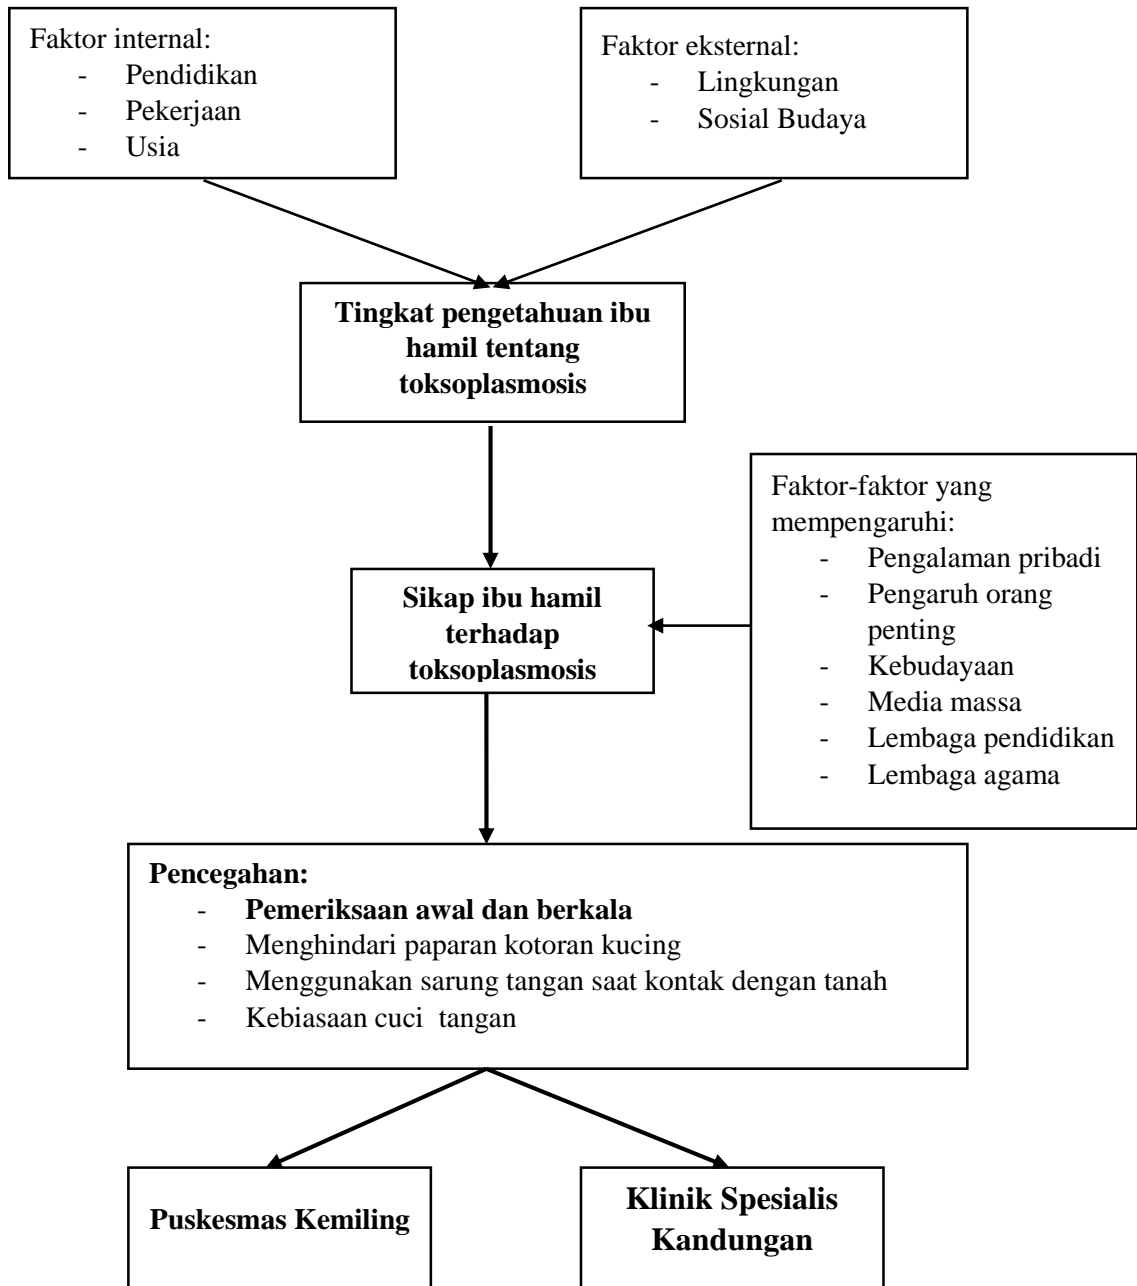 Faktor internal:
- Pendidikan
- Pekerjaan
- Usia
Faktor eksternal:
- Lingkungan
- Sosial Budaya
Tingkat pengetahuan ibu
hamil tentang
toksoplasmosis
Faktor-faktor yang
mempengaruhi:
- Pengalaman pribadi
- Pengaruh orang
penting
- Kebudayaan
- Media massa
- Lembaga pendidikan
- Lembaga agama
Sikap ibu hamil
terhadap
toksoplasmosis
Pencegahan:
- Pemeriksaan awal dan berkala
- Menghindari paparan kotoran kucing
- Menggunakan sarung tangan saat kontak dengan tanah
- Kebiasaan cuci  tangan
Puskesmas Kemiling
Klinik Spesialis
Kandungan